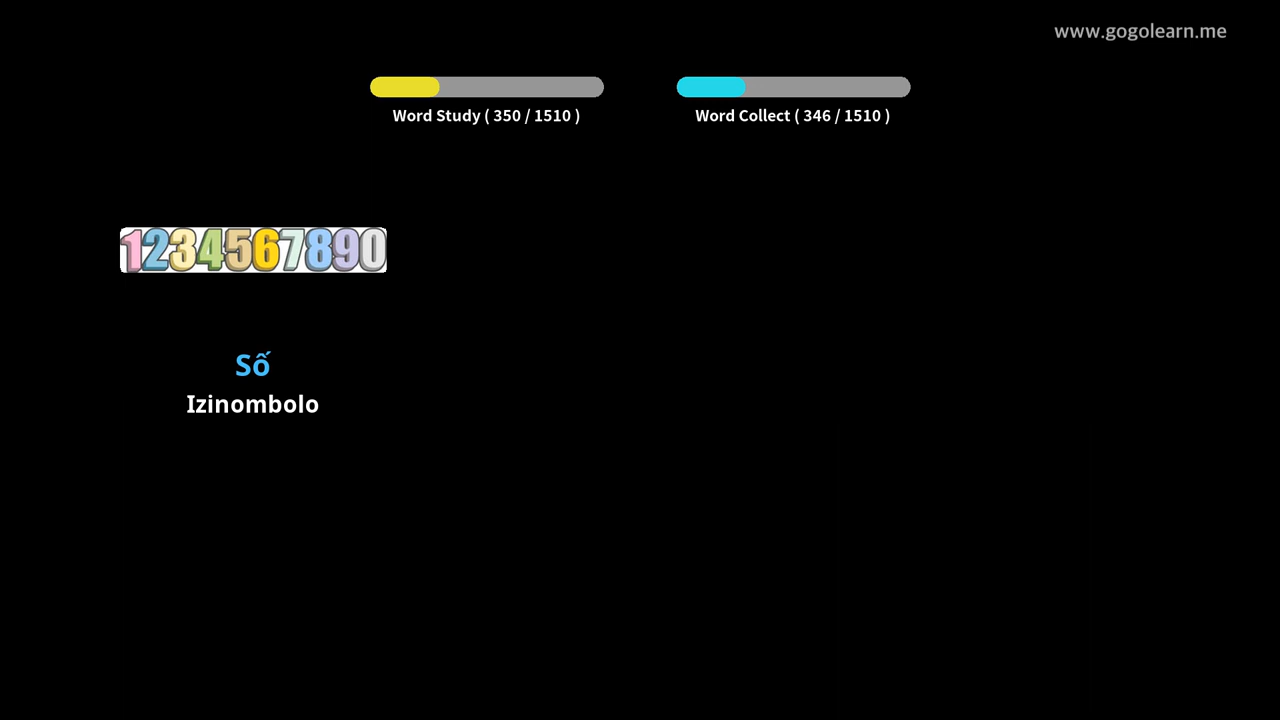 www.gogolearn.me
Word Study ( 350 / 1510 )
Word Collect ( 346 / 1510 )
1234567890
Số
Izinombolo